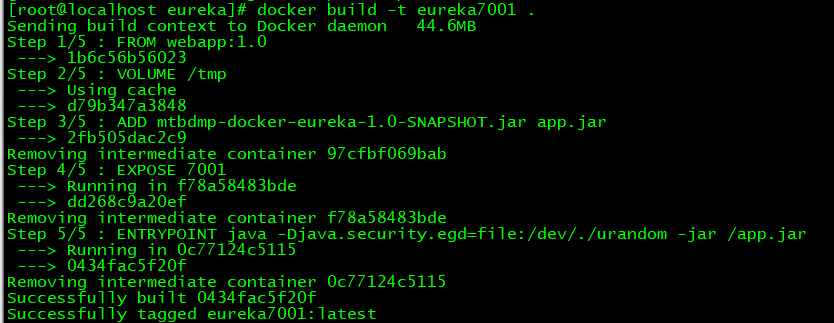 [root@localhost eureka]# docker build -t eureka7001 .
Sending build context to Docker daemon   44.6MB
Step 1/5 : FROM webapp:1.0
 ---> 1b6c56b56023
Step 2/5 : VOLUME /tmp
 ---> Using cache
 ---> d79b347a3848
Step 3/5 : ADD mtbdmp-docker-eureka-1.0-SNAPSHOT.jar app.jar
 ---> 2fb505dac2c9
Removing intermediate container 97cfbf069bab
Step 4/5 : EXPOSE 7001
 ---> Running in f78a58483bde
 ---> dd268c9a20ef
Removing intermediate container f78a58483bde
Step 5/5 : ENTRYPOINT java -Djava.security.egd=file:/dev/./urandom -jar /app.jar
 ---> Running in 0c77124c5115
 ---> 0434fac5f20f
Removing intermediate container 0c77124c5115
Successfully built 0434fac5f20f
Successfully tagged eureka7001:latest